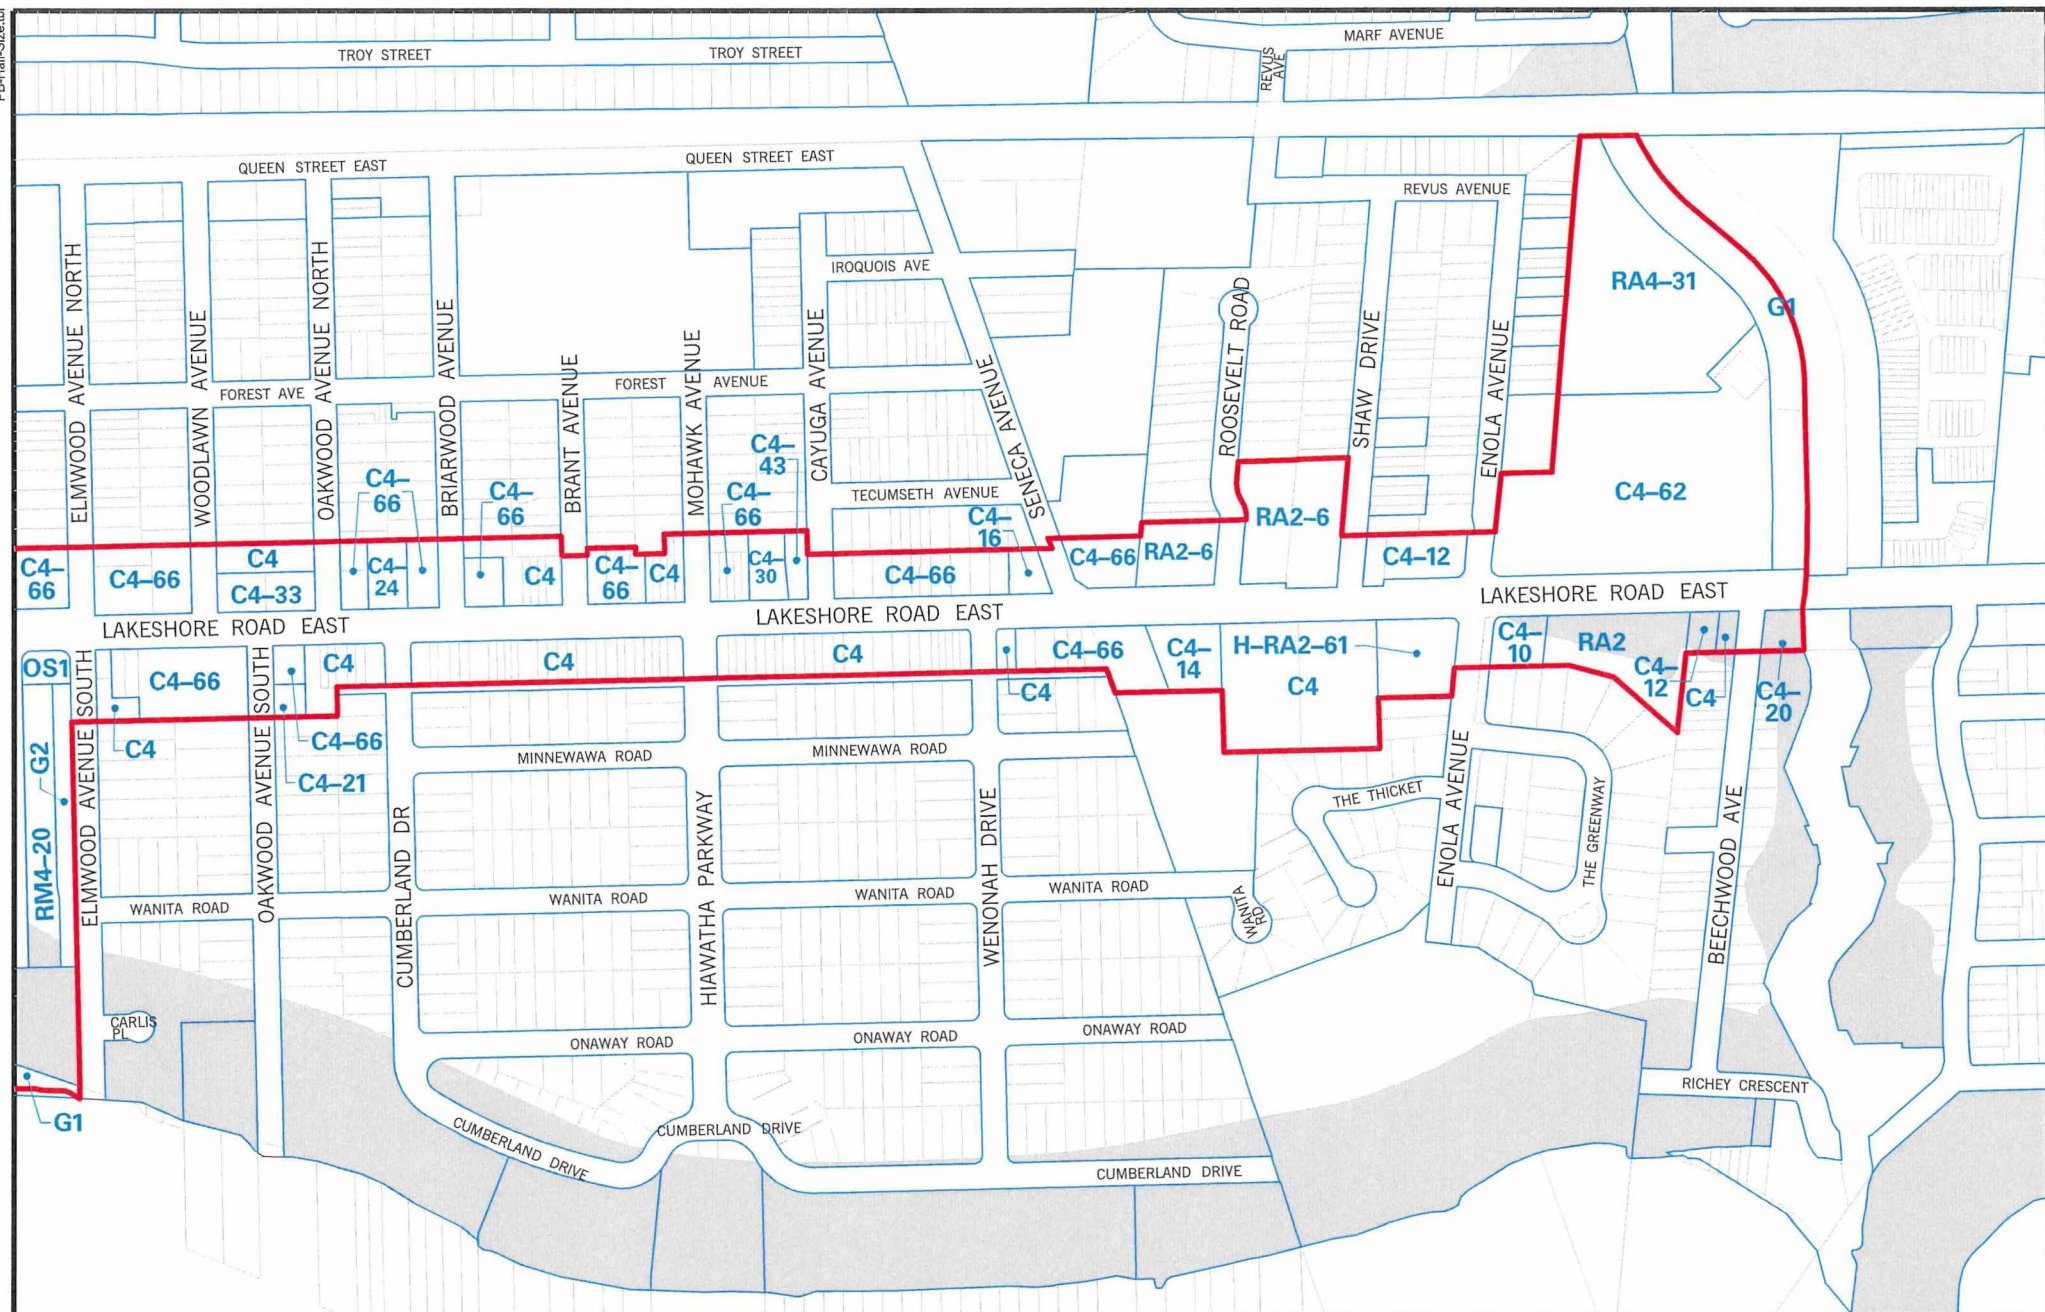 TROY STREET
TROY STREET
MARF AVENUE
REVUS
AVE
QUEEN STREET EAST
QUEEN STREET EAST
REVUS AVENUE
IROQUOIS AVE
RA4–31
G1
ELMWOOD AVENUE NORTH
WOODLAWN AVENUE
OAKWOOD AVENUE NORTH
BRIARWOOD AVENUE
BRANT AVENUE
MOHAWK AVENUE
CAYUGA AVENUE
SENECA AVENUE
ROOSEVELT ROAD
SHAW DRIVE
ENOLA AVENUE
FOREST AVE
FOREST AVENUE
C4–
43
C4–
66
C4–
66
C4–
66
TECUMSETH AVENUE
C4–
16
RA2–6
C4–62
C4–
66
C4–66
C4
C4–33
C4–
24
C4
C4–
66
C4
C4–
30
C4–66
C4–66
RA2–6
C4–12
LAKESHORE ROAD EAST
LAKESHORE ROAD EAST
LAKESHORE ROAD EAST
OS1
C4–66
C4
C4
C4
C4–66
C4
C4–
14
H–RA2–61
C4
C4–
10
RA2
C4–
12
C4
C4–
20
C4
C4–66
C4–21
G2
RM4–20
ELMWOOD AVENUE SOUTH
OAKWOOD AVENUE SOUTH
CUMBERLAND DR
HIAWATHA PARKWAY
WENONAH DRIVE
ENOLA AVENUE
BEECHWOOD AVE
MINNEWAWA ROAD
MINNEWAWA ROAD
THE THICKET
THE GREENWAY
WANITA ROAD
WANITA ROAD
WANITA ROAD
WANITA ROAD
WANITA
RD
CARLIS
PL
ONAWAY ROAD
ONAWAY ROAD
ONAWAY ROAD
RICHEY CRESCENT
G1
CUMBERLAND DRIVE
CUMBERLAND DRIVE
CUMBERLAND DRIVE